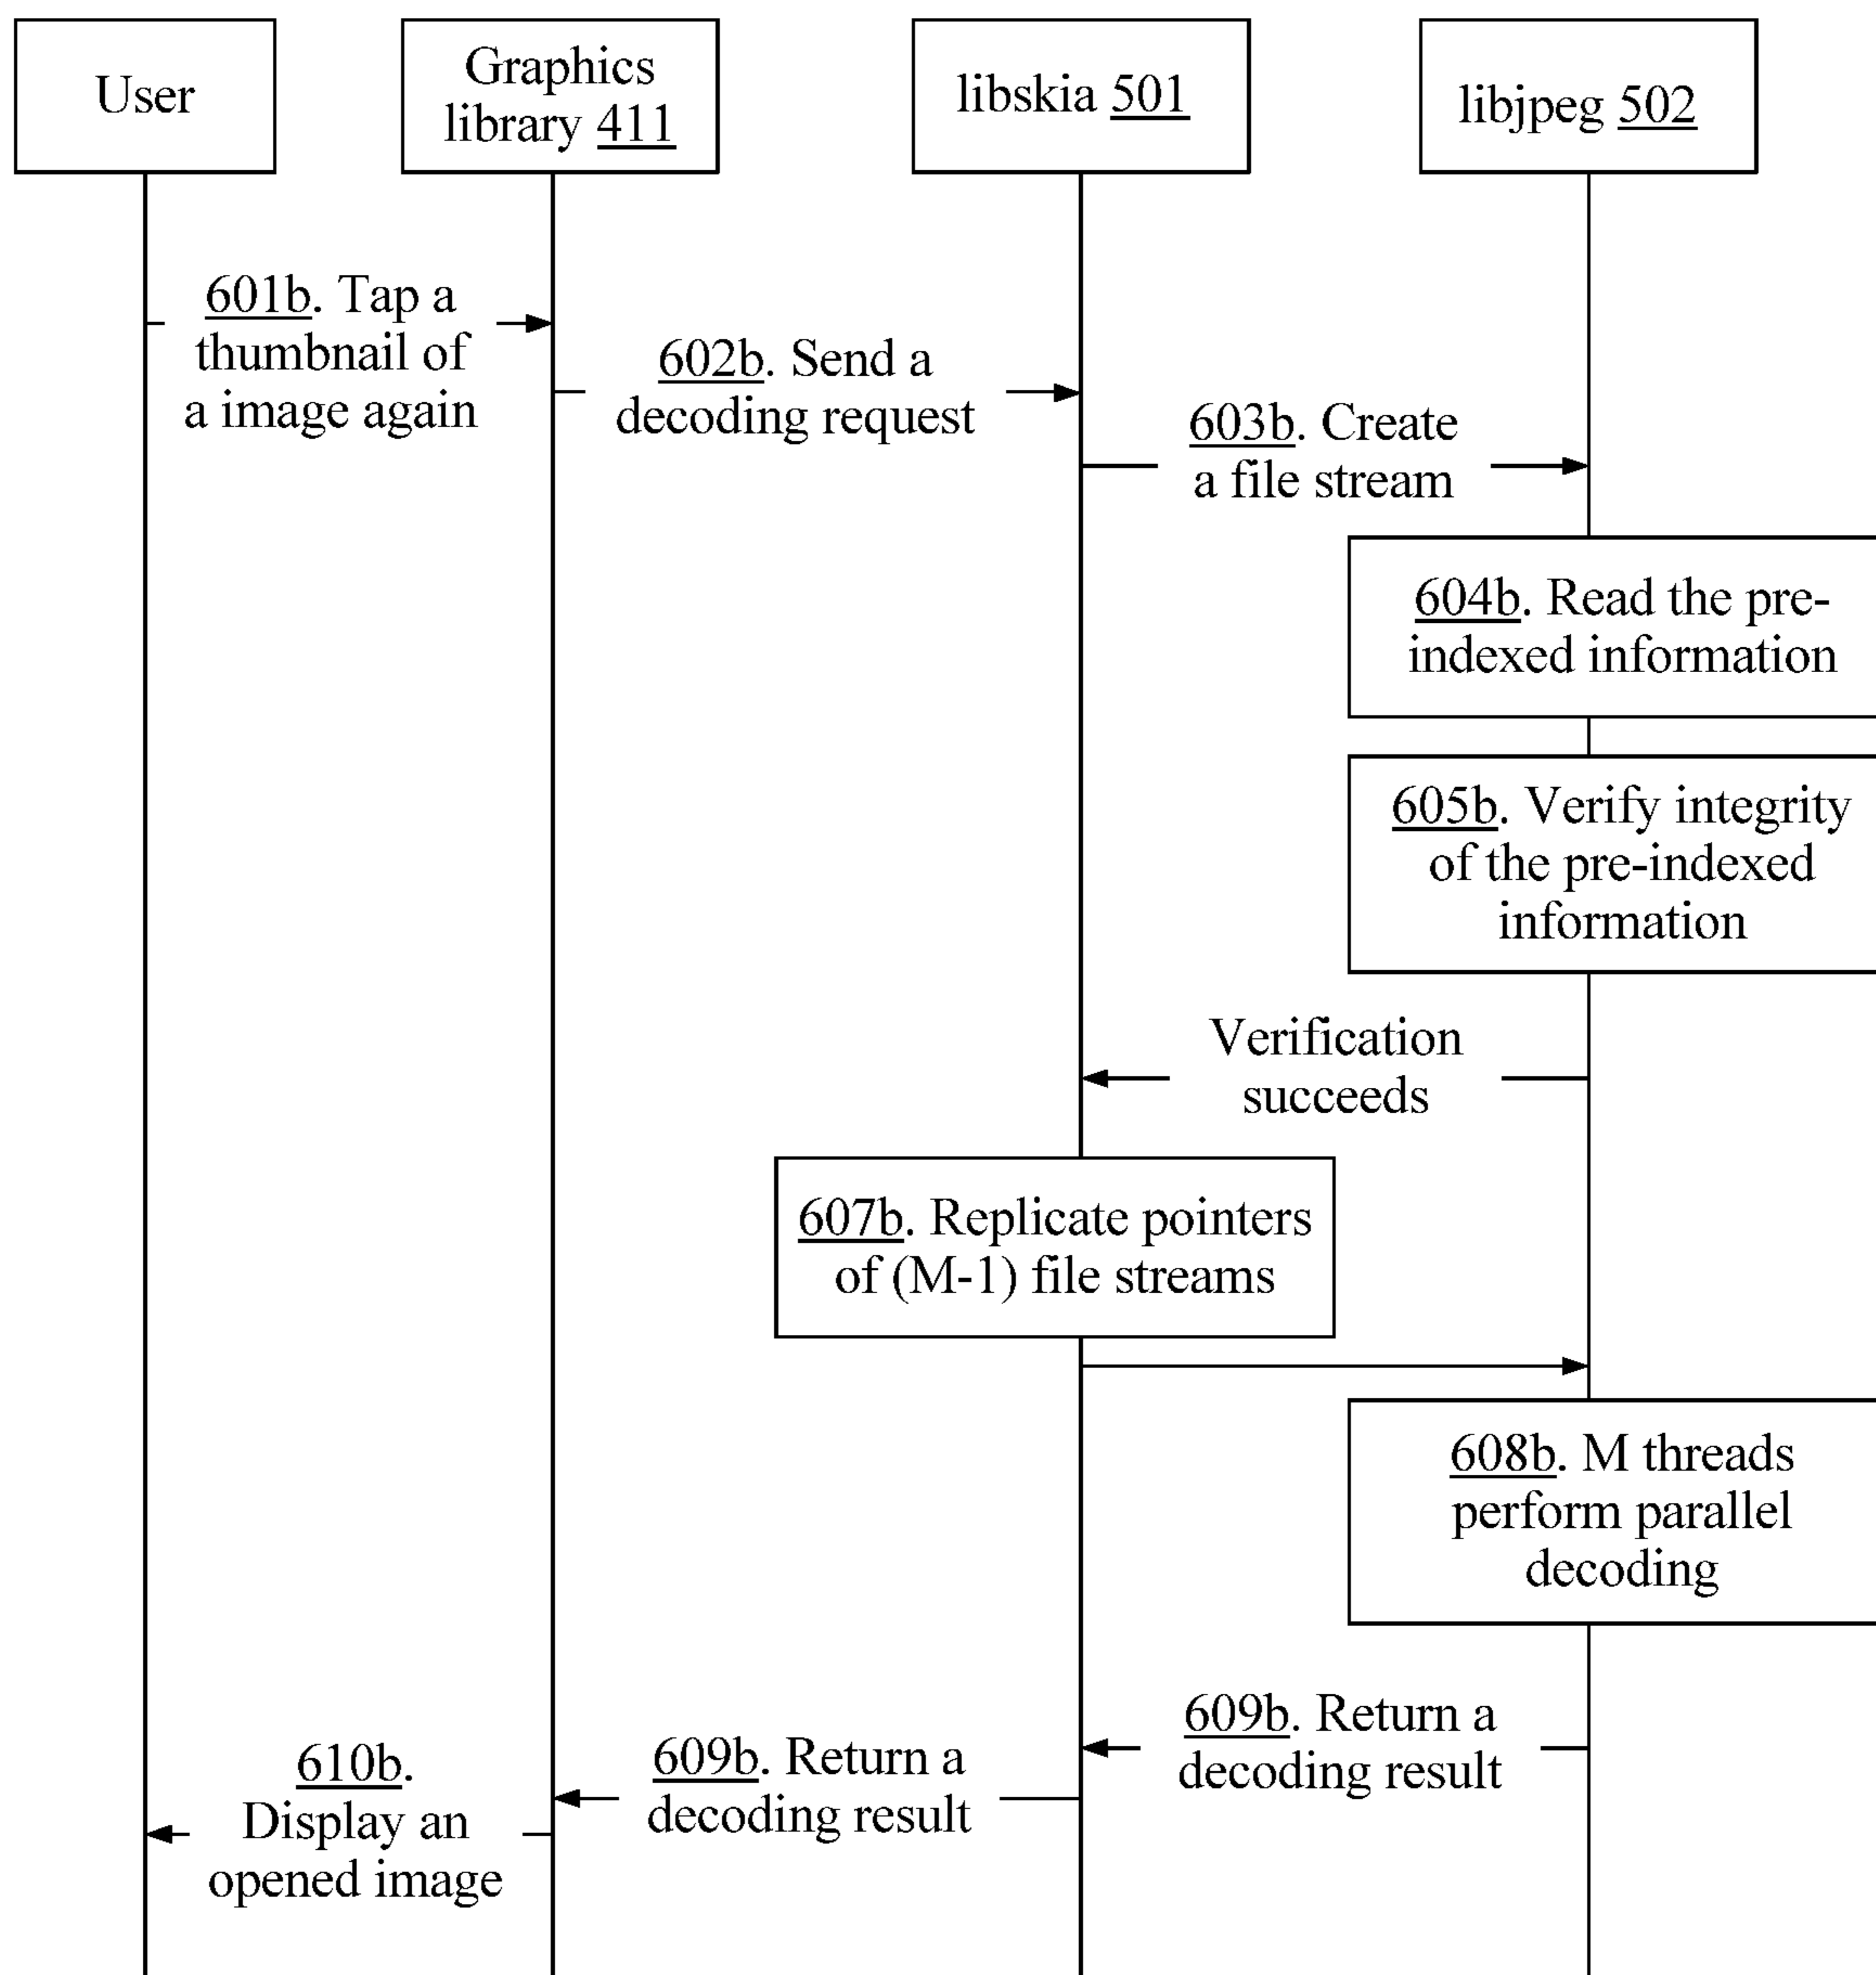 User
Graphics
library 411
libskia 501
libjpeg 502
601b. Tap a
thumbnail of
a image again
602b. Send a
decoding request
603b. Create
a file stream
604b. Read the pre-
indexed information
605b. Verify integrity
of the pre-indexed
information
Verification
succeeds
607b. Replicate pointers
of (M-1) file streams
608b. M threads
perform parallel
decoding
609b. Return a
decoding result
609b. Return a
decoding result
610b.
Display an
opened image